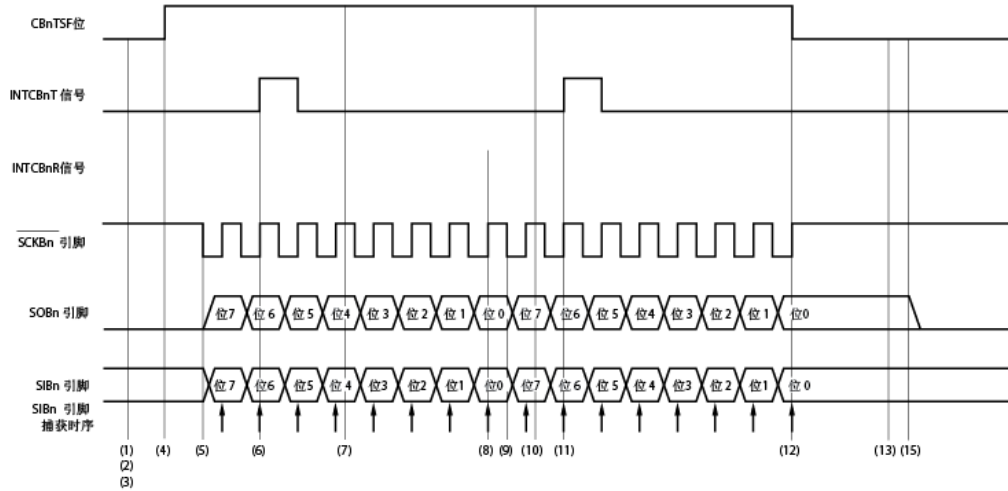 CBnTSF位
INTCBnT 信号
INTCBnR信号
SCKBn 引脚
SOBn 引脚
位7 位6 位5 位4 位3 位2 位1 位0 位7 位6 位5 位4 位3 位2 位1 位0
SIBn 引脚
位7 位6 位5 位4 位3 位2 位1 位0 位7 位6 位5 位4 位3 位2 位1 位0
SIBn 引脚
捕获时序
(1) (4) (5) (6) (7) (8) (9) (10) (11) (12) (13) (15)
(2)
(3)